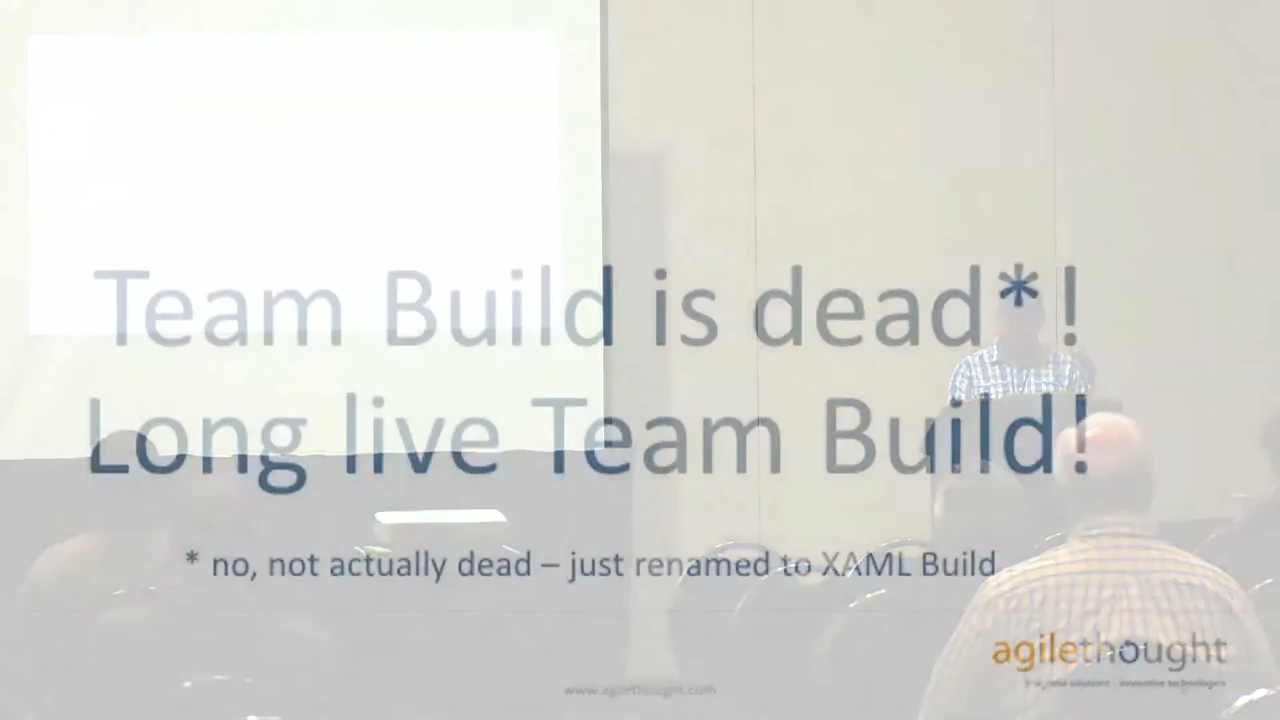 Team Build is dead*!
Long live Team Build!
* no, not actually dead – just renamed to XAML Build
agilethought
www.agilethought.com